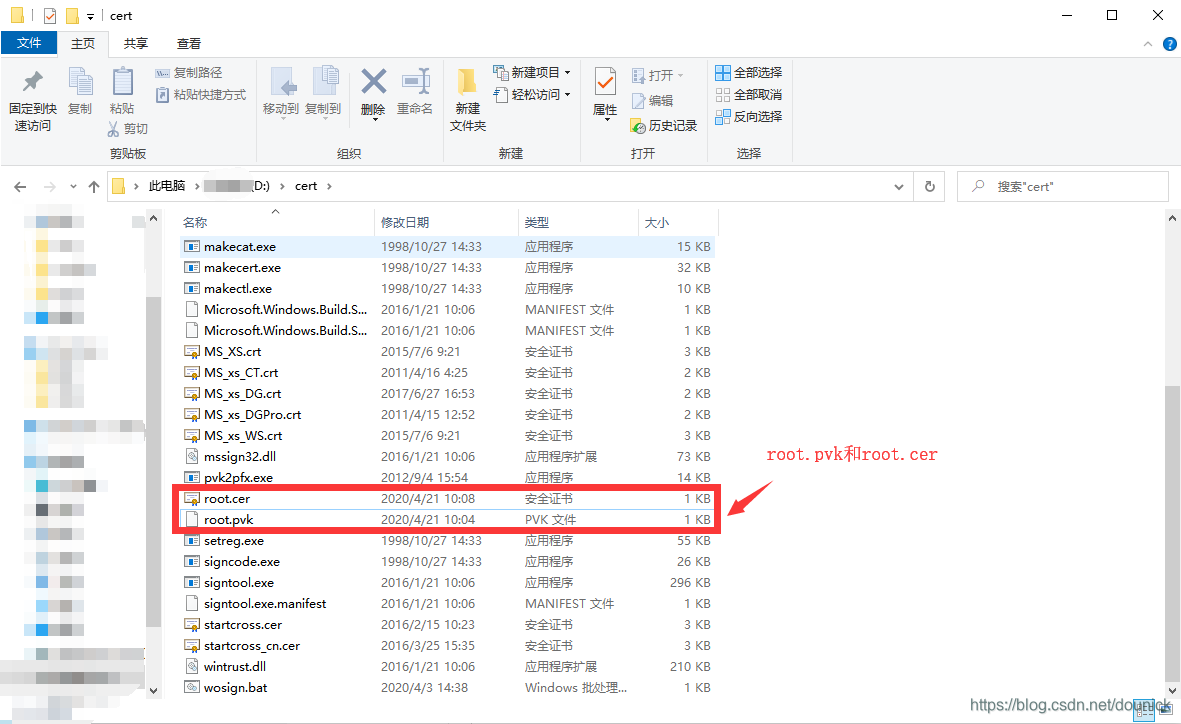 cert
文件 主页 共享 查看
固定到快速访问 复制 粘贴 复制路径 粘贴快捷方式 剪切 移动到 复制到 删除 重命名 新建文件夹 新建项目 轻松访问 属性 打开 编辑 历史记录 全部选择 全部取消 反向选择
剪贴板 组织 新建 打开 选择
此电脑 (D:) cert 搜索"cert"
名称 修改日期 类型 大小
makecat.exe 1998/10/27 14:33 应用程序 15 KB
makecert.exe 1998/10/27 14:33 应用程序 32 KB
makectl.exe 1998/10/27 14:33 应用程序 10 KB
Microsoft.Windows.Build.S... 2016/1/21 10:06 MANIFEST 文件 1 KB
Microsoft.Windows.Build.S... 2016/1/21 10:06 MANIFEST 文件 1 KB
MS_XS.crt 2015/7/6 9:21 安全证书 3 KB
MS_xs_CT.crt 2011/4/16 4:25 安全证书 2 KB
MS_xs_DG.crt 2017/6/27 16:53 安全证书 2 KB
MS_xs_DGPro.crt 2011/4/15 12:52 安全证书 2 KB
MS_xs_WS.crt 2015/7/6 9:21 安全证书 3 KB
mssign32.dll 2016/1/21 10:06 应用程序扩展 73 KB
root.pvk和root.cer
pvk2pfx.exe 2012/9/4 15:54 应用程序 14 KB
root.cer 2020/4/21 10:08 安全证书 1 KB
root.pvk 2020/4/21 10:04 PVK 文件 1 KB
setreg.exe 1998/10/27 14:33 应用程序 55 KB
signcode.exe 1998/10/27 14:33 应用程序 26 KB
signtool.exe 2016/1/21 10:06 应用程序 296 KB
signtool.exe.manifest 2016/1/21 10:06 MANIFEST 文件 1 KB
startcross.cer 2016/2/15 10:23 安全证书 3 KB
startcross_cn.cer 2016/3/25 15:35 安全证书 3 KB
wintrust.dll 2016/1/21 10:06 应用程序扩展 210 KB
wosign.bat 2020/4/3 14:38 Windows 批处理... 1 KB
https://blog.csdn.net/dounick